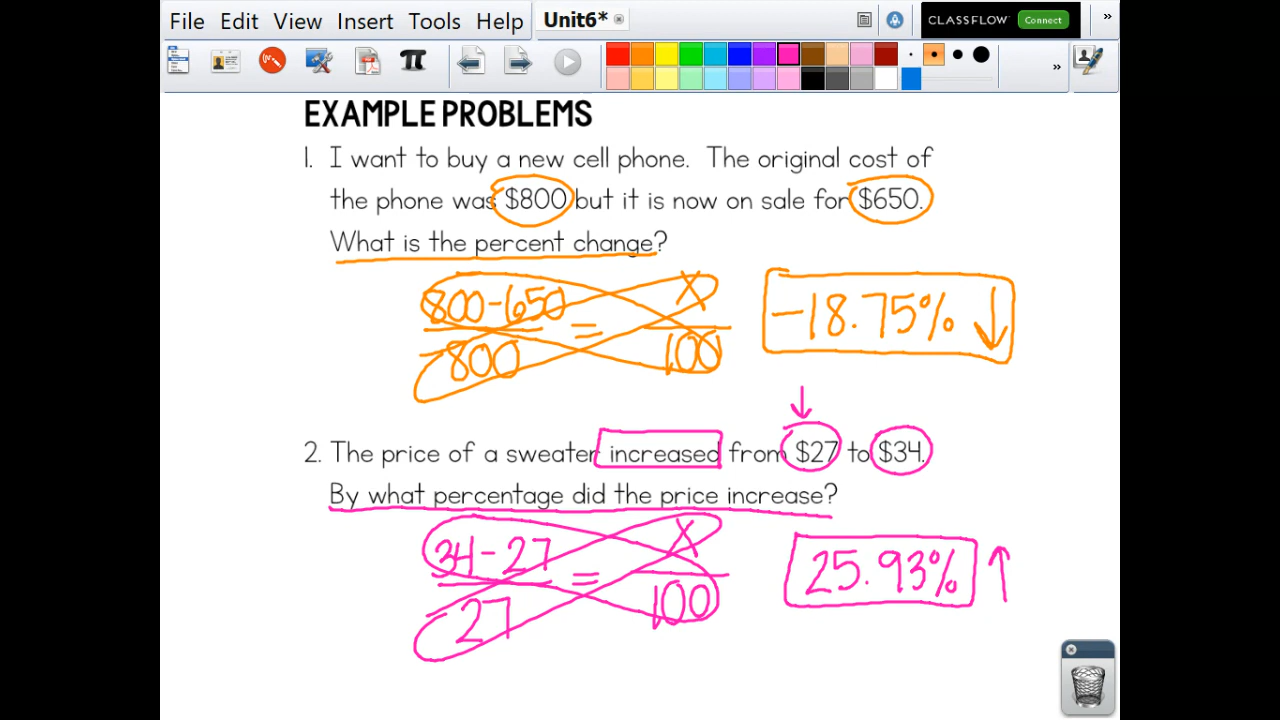 File Edit View Insert Tools Help Unit6* CLASSFLOW Connect »
π »
EXAMPLE PROBLEMS
1. I want to buy a new cell phone. The original cost of
the phone was $800 but it is now on sale for $650.
What is the percent change?
800-650 = X
800 100
-18.75% ↓
2. The price of a sweater increased from $27 to $34.
By what percentage did the price increase?
34-27 = X
27 100
25.93% ↑